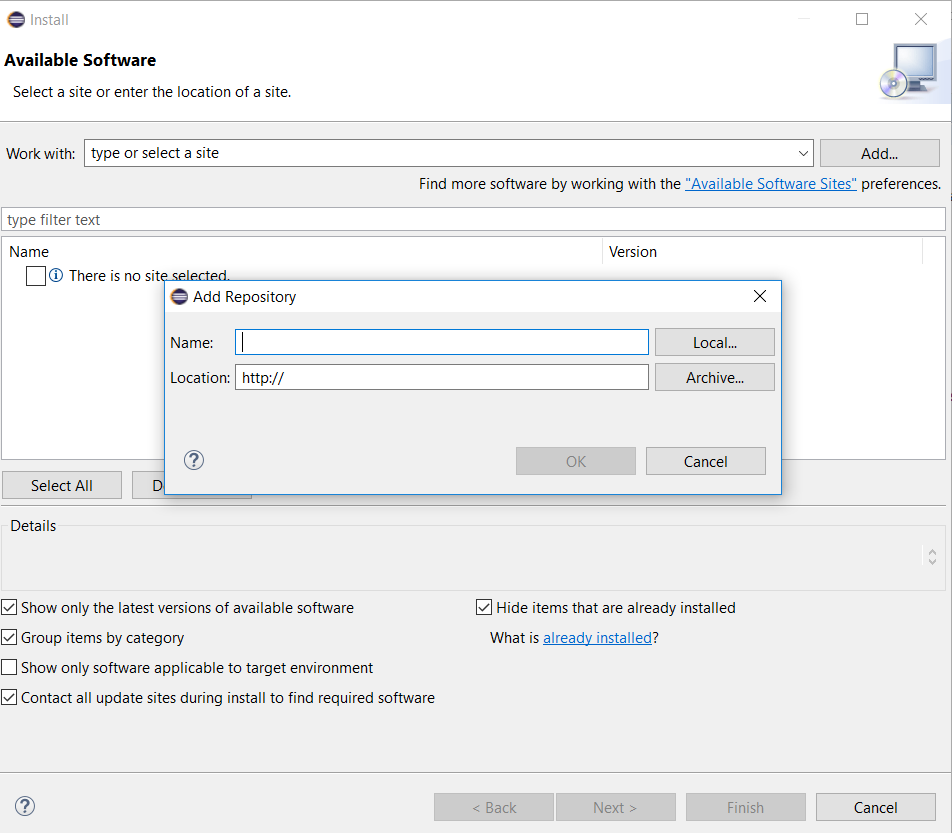 Install
Available Software
Select a site or enter the location of a site.
Work with: type or select a site Add...
Find more software by working with the "Available Software Sites" preferences.
type filter text
Name Version
There is no site selected.
Add Repository
Name: Local...
Location: http:// Archive...
? OK Cancel
Select All D
Details
Show only the latest versions of available software Hide items that are already installed
Group items by category What is already installed?
Show only software applicable to target environment
Contact all update sites during install to find required software
? < Back Next > Finish Cancel